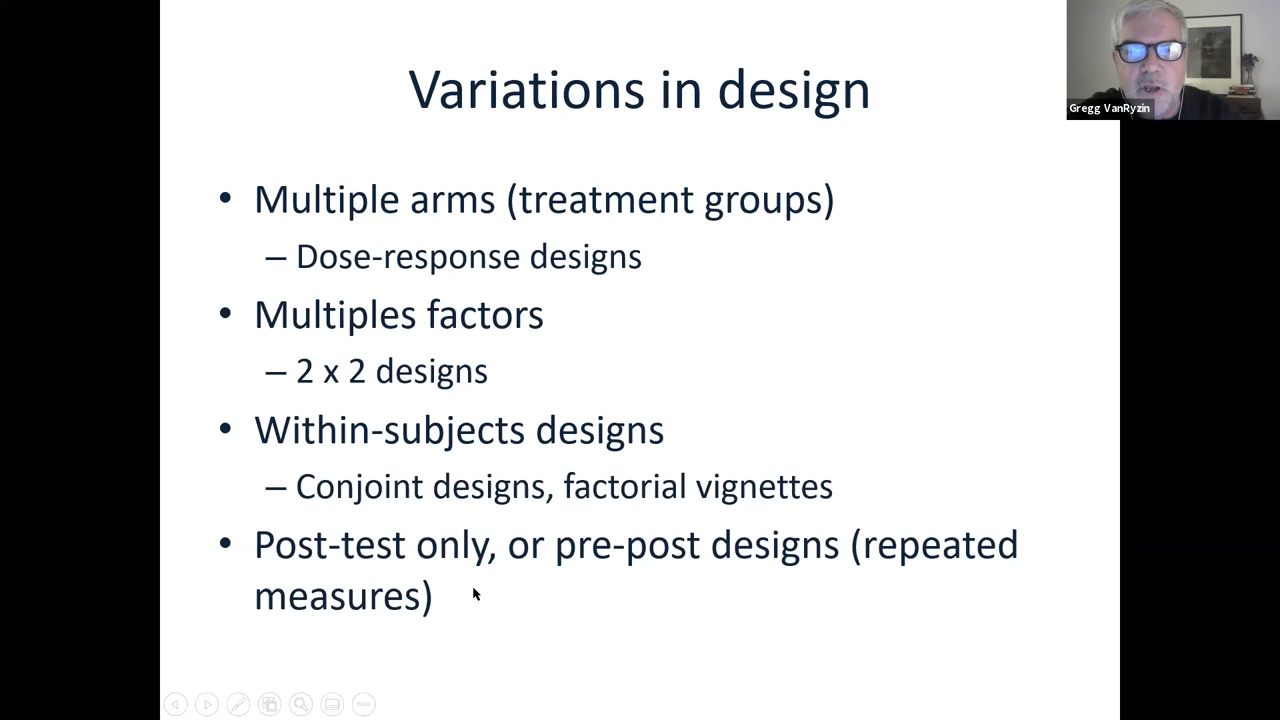 Variations in design
Gregg VanRyzin
• Multiple arms (treatment groups)
– Dose-response designs
• Multiples factors
– 2 x 2 designs
• Within-subjects designs
– Conjoint designs, factorial vignettes
• Post-test only, or pre-post designs (repeated
measures)